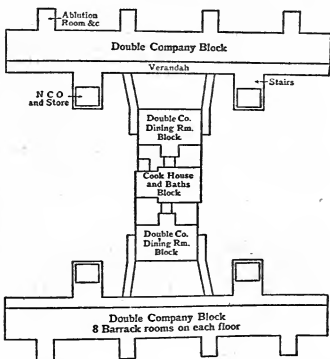 Ablution
Room &c
Double Company Block
Verandah
Stairs
N C O
and Store
Double Co.
Dining Rm.
Block
Cook House
and Baths
Block
Double Co.
Dining Rm.
Block
Double Company Block
8 Barrack rooms on each floor